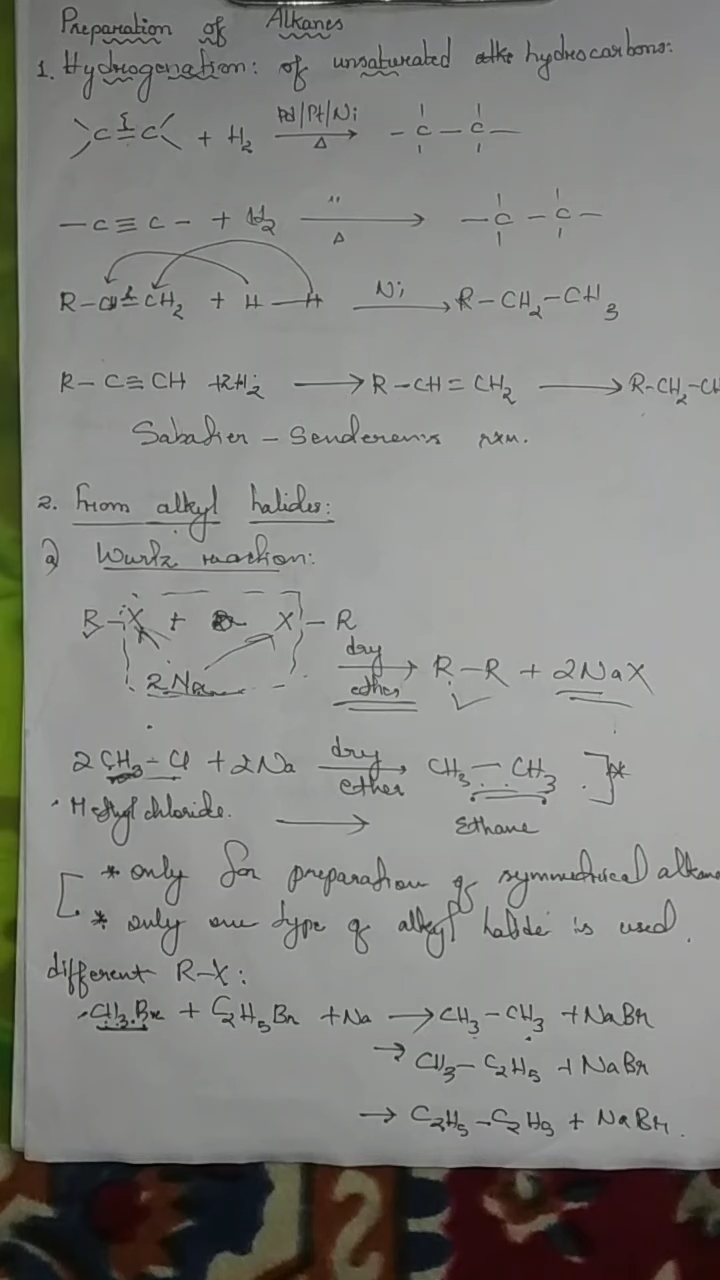 Preparation of Alkanes
1. Hydrogenation: of unsaturated hydrocarbons:
>C=C< + H₂ Pd/Pt/Ni → Δ -C-C-
-C≡C- + H₂ " → Δ -C-C-
R-CH=CH₂ + H-H Ni → R-CH₂-CH₃
R-C≡CH +2H₂ → R-CH=CH₂ → R-CH₂-CH
Sabatier-Senderen's rxn.
2. From alkyl halides:
a) Wurtz reaction:
R-X + X-R
2Na dry ether → R-R + 2NaX
2CH₃-Cl + 2Na dry ether → CH₃-CH₃ ]*
Methyl chloride. → Ethane
* only for preparation of symmetrical alkane
* only one type of alkyl halide is used.
different R-X:
CH₃Br + C₂H₅Br + Na → CH₃-CH₃ + NaBr
→ CH₃-C₂H₅ + NaBr
→ C₂H₅-C₂H₅ + NaBr.